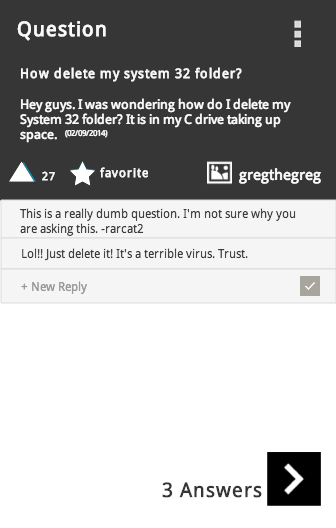 Question
How delete my system 32 folder?
Hey guys. I was wondering how do I delete my
System 32 folder? It is in my C drive taking up
space. (02/09/2014)
27 favorite gregthegreg
This is a really dumb question. I'm not sure why you
are asking this. -rarcat2
Lol!! Just delete it! It's a terrible virus. Trust.
+ New Reply
3 Answers